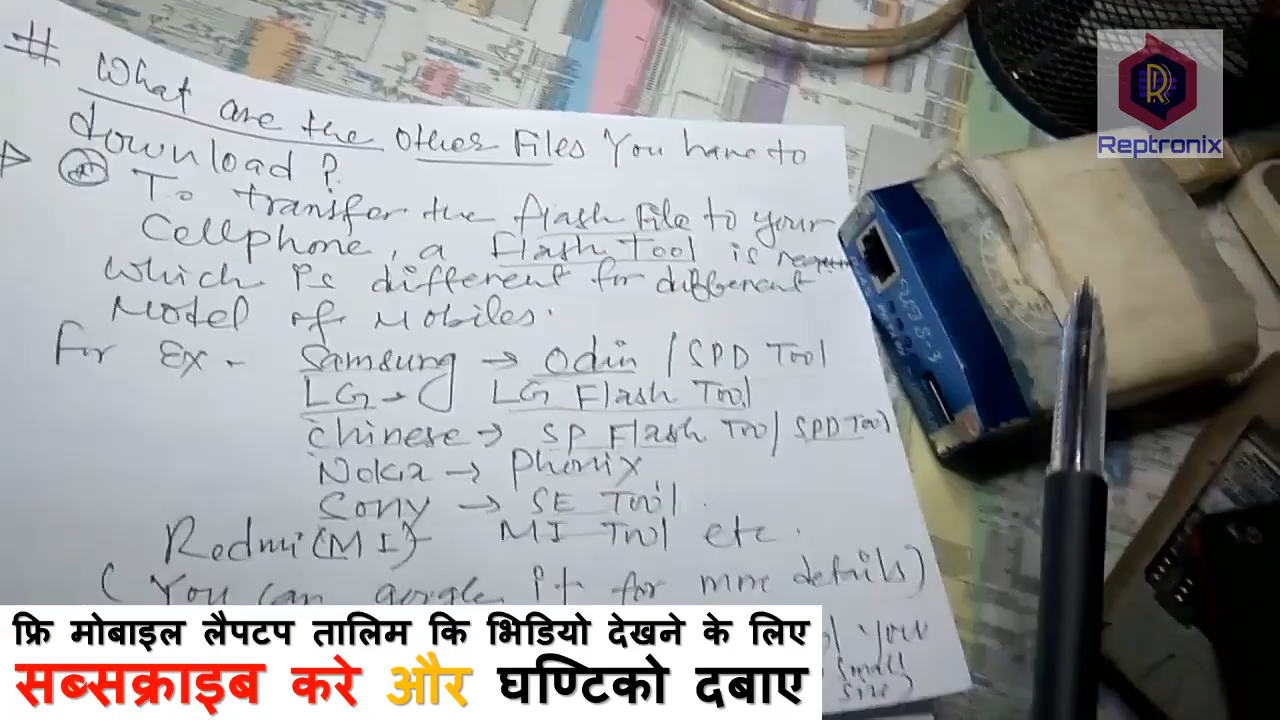 # What are the other Files You have to
download?
To transfer the flash File to your
Cellphone, a Flash Tool is
which is different for different
Model of Mobiles.
For Ex - Samsung → Odin / SPD Tool
LG → LG Flash Tool
Chinese → SP Flash Tool / SPD Tool
Nokia → Phonix
Sony → SE Tool
Redmi (MI) MI Tool etc.
(You can google it for more details)
you
small
size)
Reptronix
फ्रि मोबाइल लैपटप तालिम कि भिडियो देखने के लिए
सब्सक्राइब करे और घण्टिको दबाए